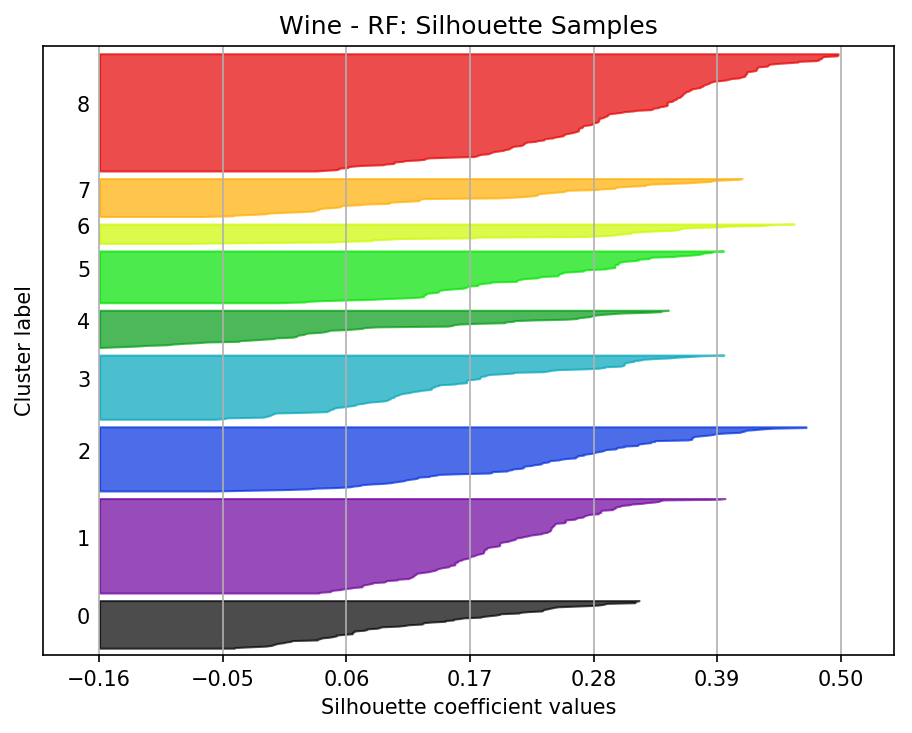 Wine - RF: Silhouette Samples
Cluster label
8
7
6
5
4
3
2
1
0
−0.16 −0.05 0.06 0.17 0.28 0.39 0.50
Silhouette coefficient values